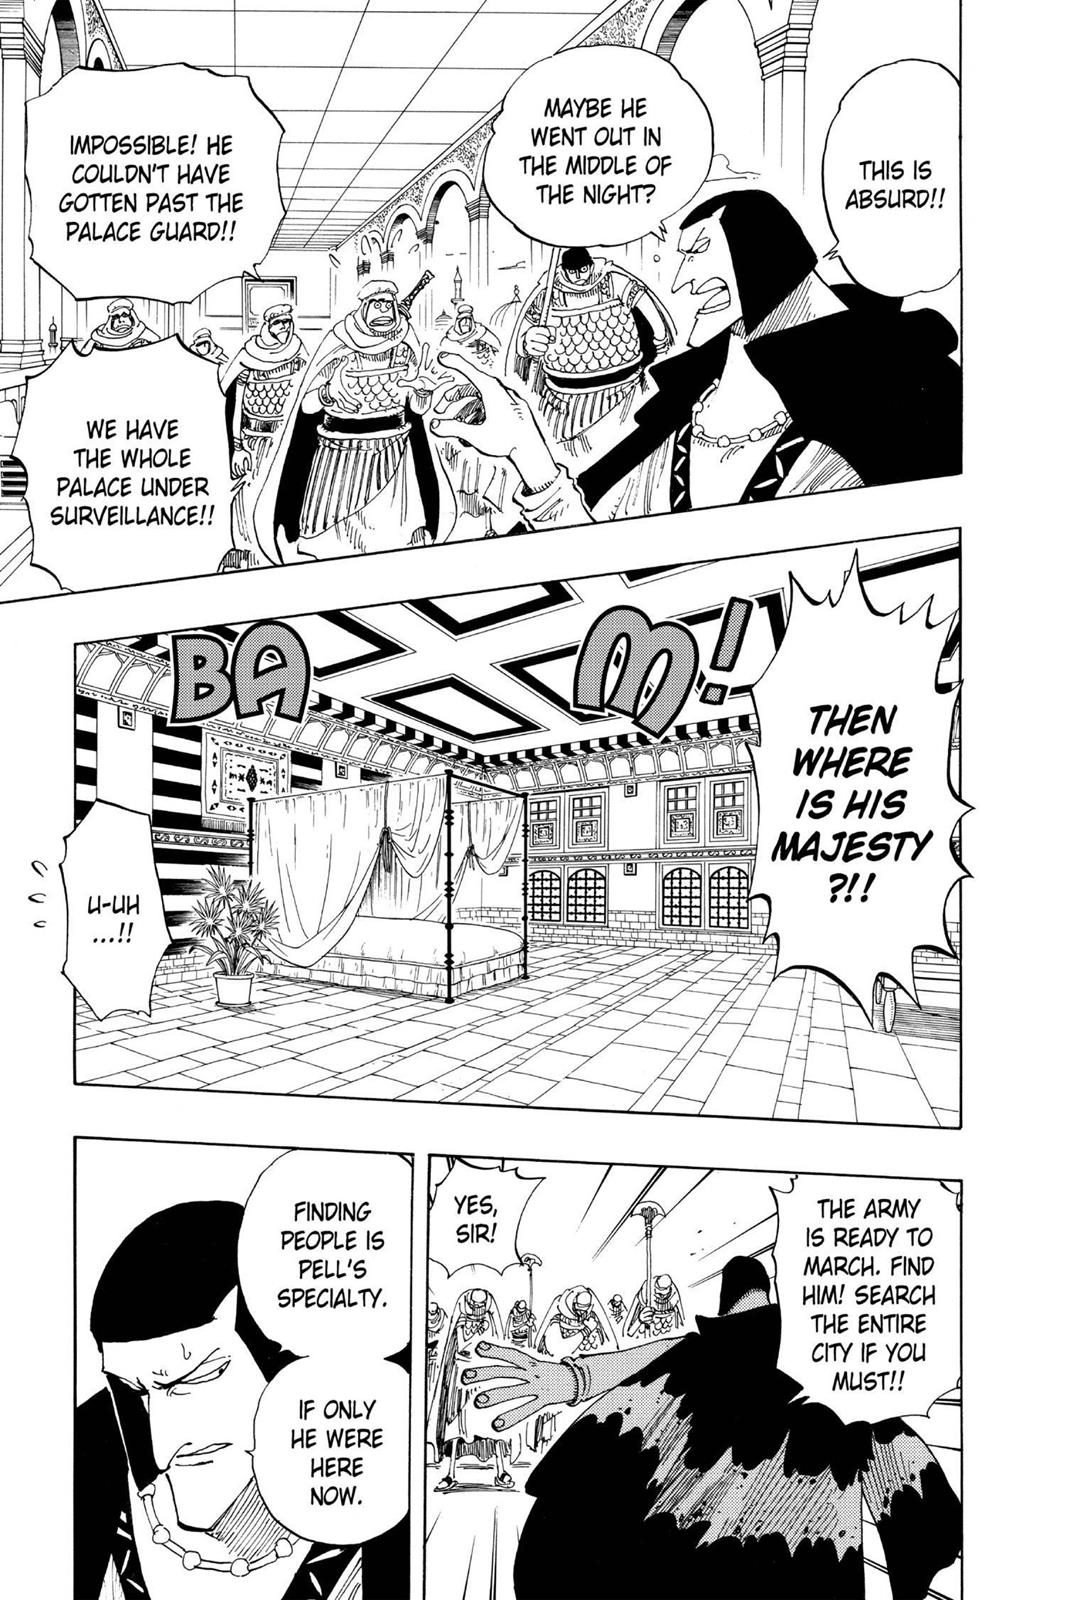 THIS IS
ABSURD!!
MAYBE HE
WENT OUT IN
THE MIDDLE OF
THE NIGHT?
IMPOSSIBLE! HE
COULDN'T HAVE
GOTTEN PAST THE
PALACE GUARD!!
WE HAVE
THE WHOLE
PALACE UNDER
SURVEILLANCE!!
THEN
WHERE
IS HIS
MAJESTY
?!!
BAM!
U-UH
...!!
THE ARMY
IS READY TO
MARCH. FIND
HIM! SEARCH
THE ENTIRE
CITY IF YOU
MUST!!
YES,
SIR!
FINDING
PEOPLE IS
PELL'S
SPECIALTY.
IF ONLY
HE WERE
HERE
NOW.